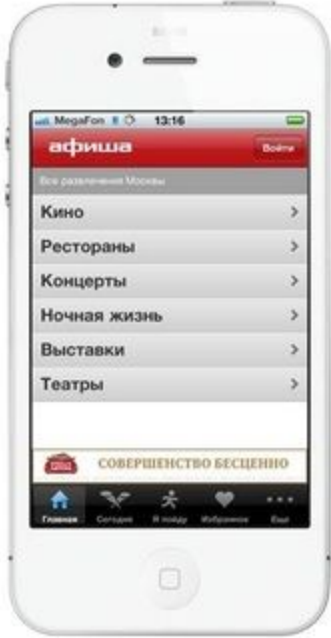 MegaFon 13:16
афиша Войти
Все развлечения Москвы
Кино
Рестораны
Концерты
Ночная жизнь
Выставки
Театры
СОВЕРШЕНСТВО БЕСЦЕННО
Главная Сегодня Я пойду Избранное Еще